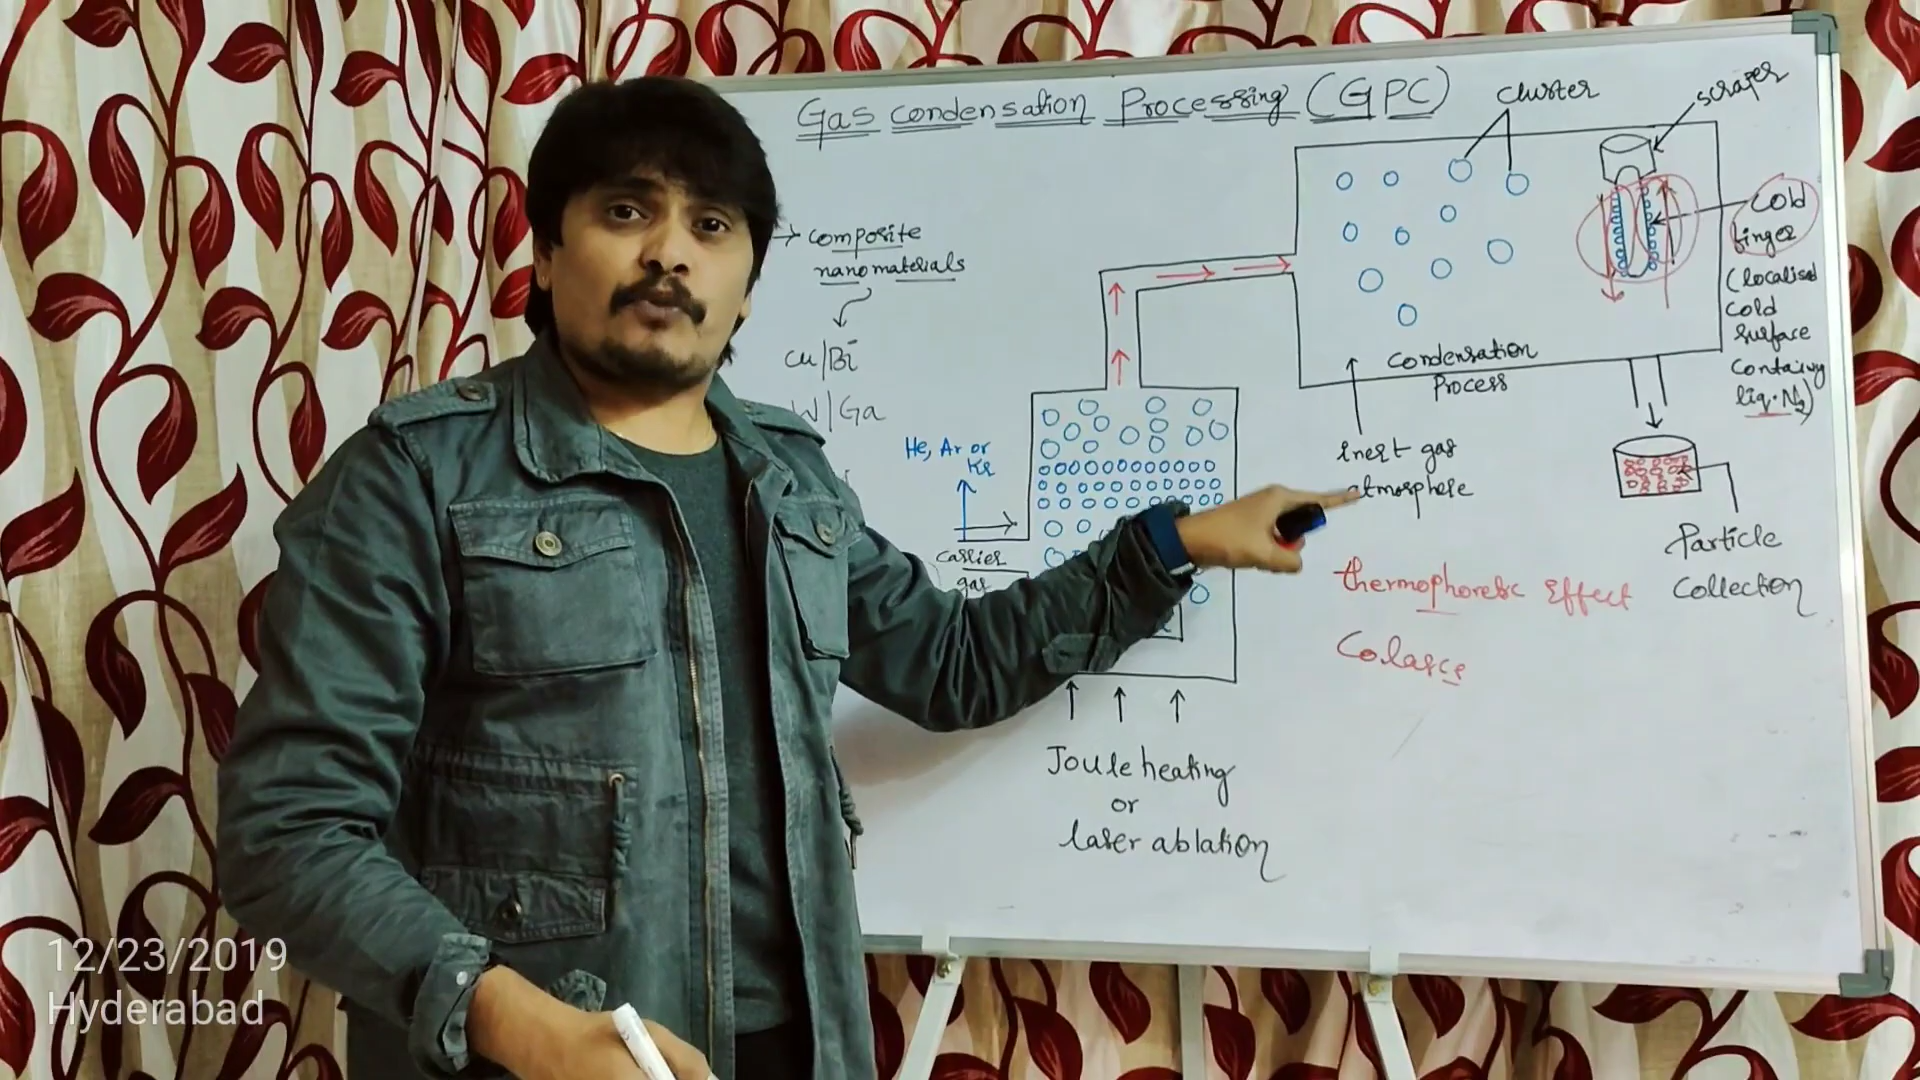 Gas condensation Processing (GPC)
→ composite
nanomaterials
cu/Bi
W/Ga
He, Ar or
Kr
carrier
gas
Joule heating
or
laser ablation
cluster
scraper
cold
finger
(localised
cold
surface
containing
liq. N2)
condensation
Process
inert gas
atmosphere
thermophoretic Effect
Particle
Collection
12/23/2019
Hyderabad